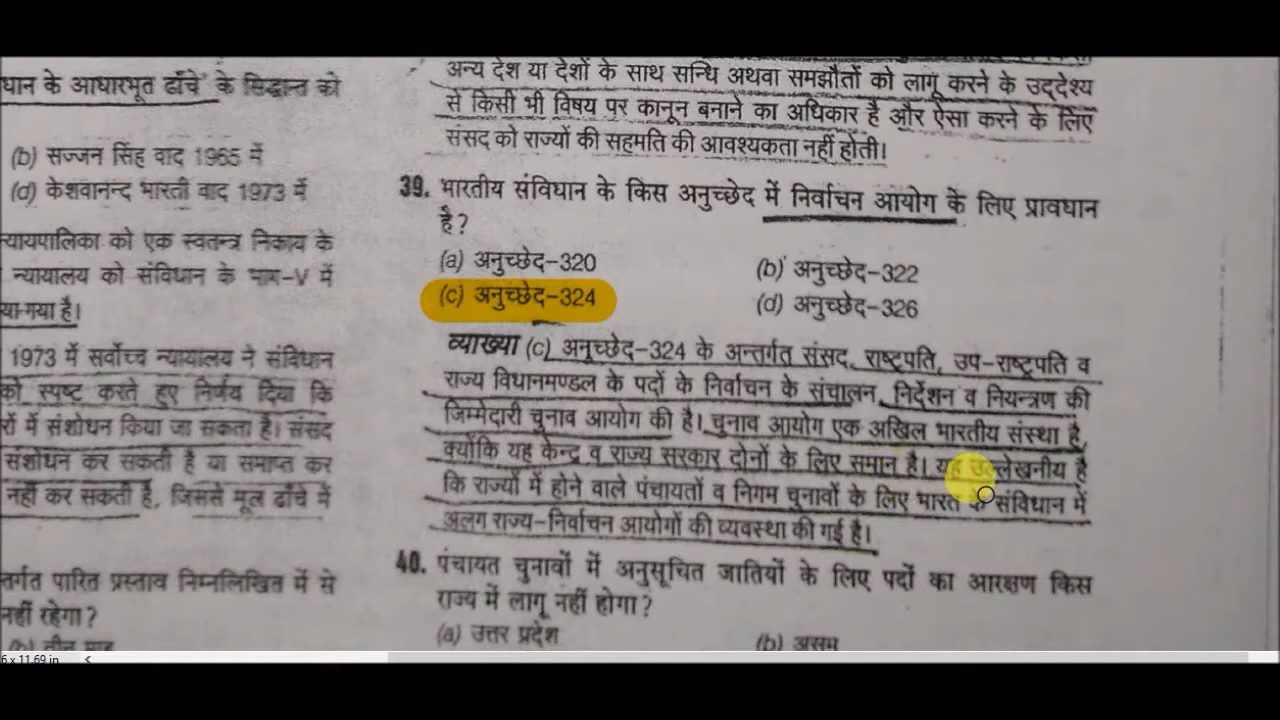 धान के आधारभूत ढाँचे' के सिद्धान्त को
(b) सज्जन सिंह वाद 1965 में
(d) केशवानन्द भारती वाद 1973 में
न्यायपालिका को एक स्वतन्त्र निकाय के
न्यायालय को संविधान के भाग-V में
या गया है।
1973 में सर्वोच्च न्यायालय ने संविधान
को स्पष्ट करते हुए निर्णय दिया कि
रों में संशोधन किया जा सकता है। संसद
संशोधन कर सकती है या समाप्त कर
नहीं कर सकती है, जिससे मूल ढाँचे में
तर्गत पारित प्रस्ताव निम्नलिखित में से
नहीं रहेगा?
(b) तीन माह
अन्य देश या देशों के साथ सन्धि अथवा समझौतों को लागू करने के उद्देश्य
से किसी भी विषय पर कानून बनाने का अधिकार है और ऐसा करने के लिए
संसद को राज्यों की सहमति की आवश्यकता नहीं होती।
39. भारतीय संविधान के किस अनुच्छेद में निर्वाचन आयोग के लिए प्रावधान
है?
(a) अनुच्छेद-320 (b) अनुच्छेद-322
(c) अनुच्छेद-324 (d) अनुच्छेद-326
व्याख्या (c) अनुच्छेद-324 के अन्तर्गत संसद, राष्ट्रपति, उप-राष्ट्रपति व
राज्य विधानमण्डल के पदों के निर्वाचन के संचालन, निर्देशन व नियन्त्रण की
जिम्मेदारी चुनाव आयोग की है। चुनाव आयोग एक अखिल भारतीय संस्था है,
क्योंकि यह केन्द्र व राज्य सरकार दोनों के लिए समान है। यह उल्लेखनीय है
कि राज्यों में होने वाले पंचायतों व निगम चुनावों के लिए भारत के संविधान में
अलग राज्य-निर्वाचन आयोगों की व्यवस्था की गई है।
40. पंचायत चुनावों में अनुसूचित जातियों के लिए पदों का आरक्षण किस
राज्य में लागू नहीं होगा?
(a) उत्तर प्रदेश (b) असम
6 x 11.69 in